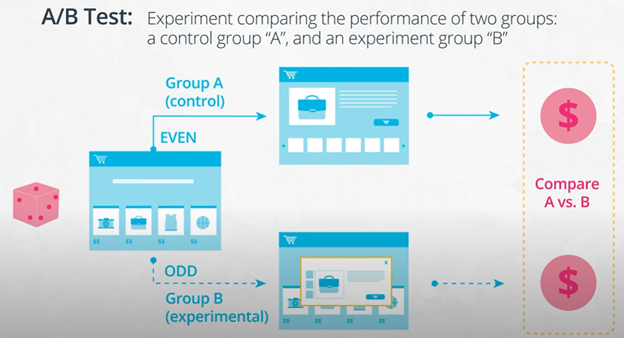 A/B Test: Experiment comparing the performance of two groups:
a control group “A”, and an experiment group “B”
Group A
(control)
EVEN
$$ $$ $$ $$
ODD
Group B
(experimental)
$$ $$
$
Compare
A vs. B
$